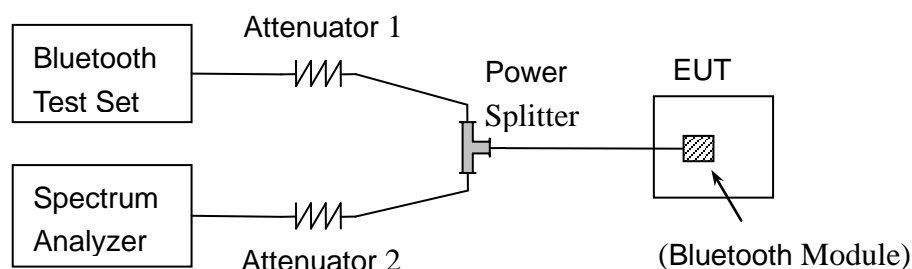 Attenuator 1
Bluetooth
Test Set
Power
Splitter
EUT
Spectrum
Analyzer
Attenuator 2
(Bluetooth Module)